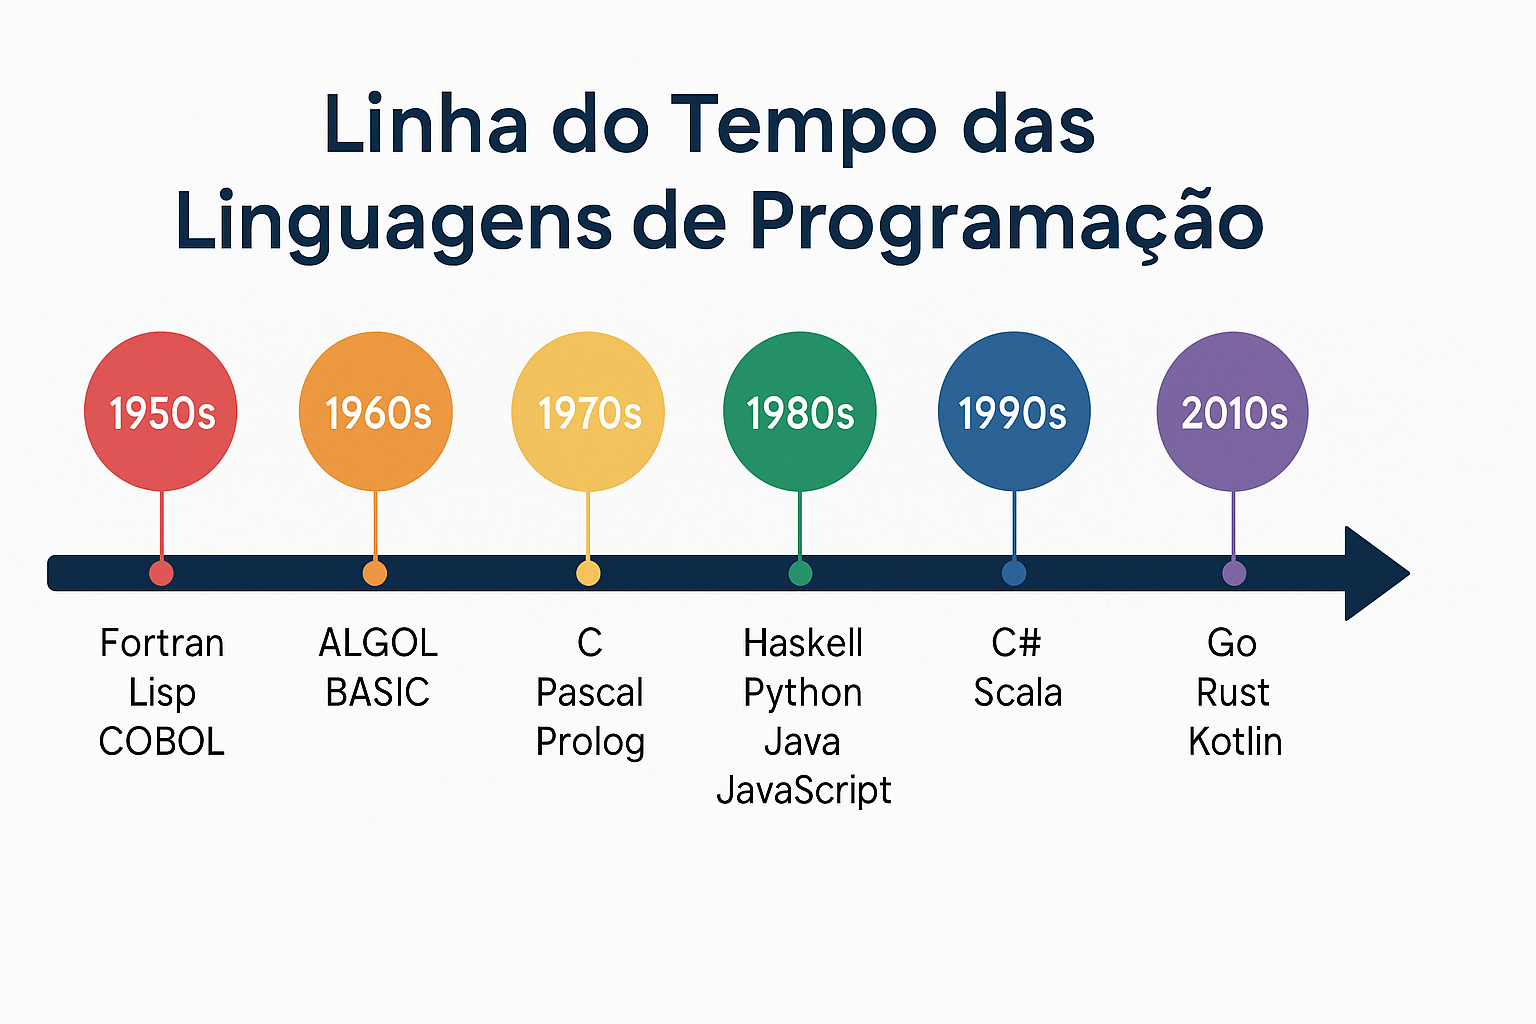 Linha do Tempo das
Linguagens de Programação
1950s
1960s
1970s
1980s
1990s
2010s
Fortran
Lisp
COBOL
ALGOL
BASIC
C
Pascal
Prolog
Haskell
Python
Java
JavaScript
C#
Scala
Go
Rust
Kotlin